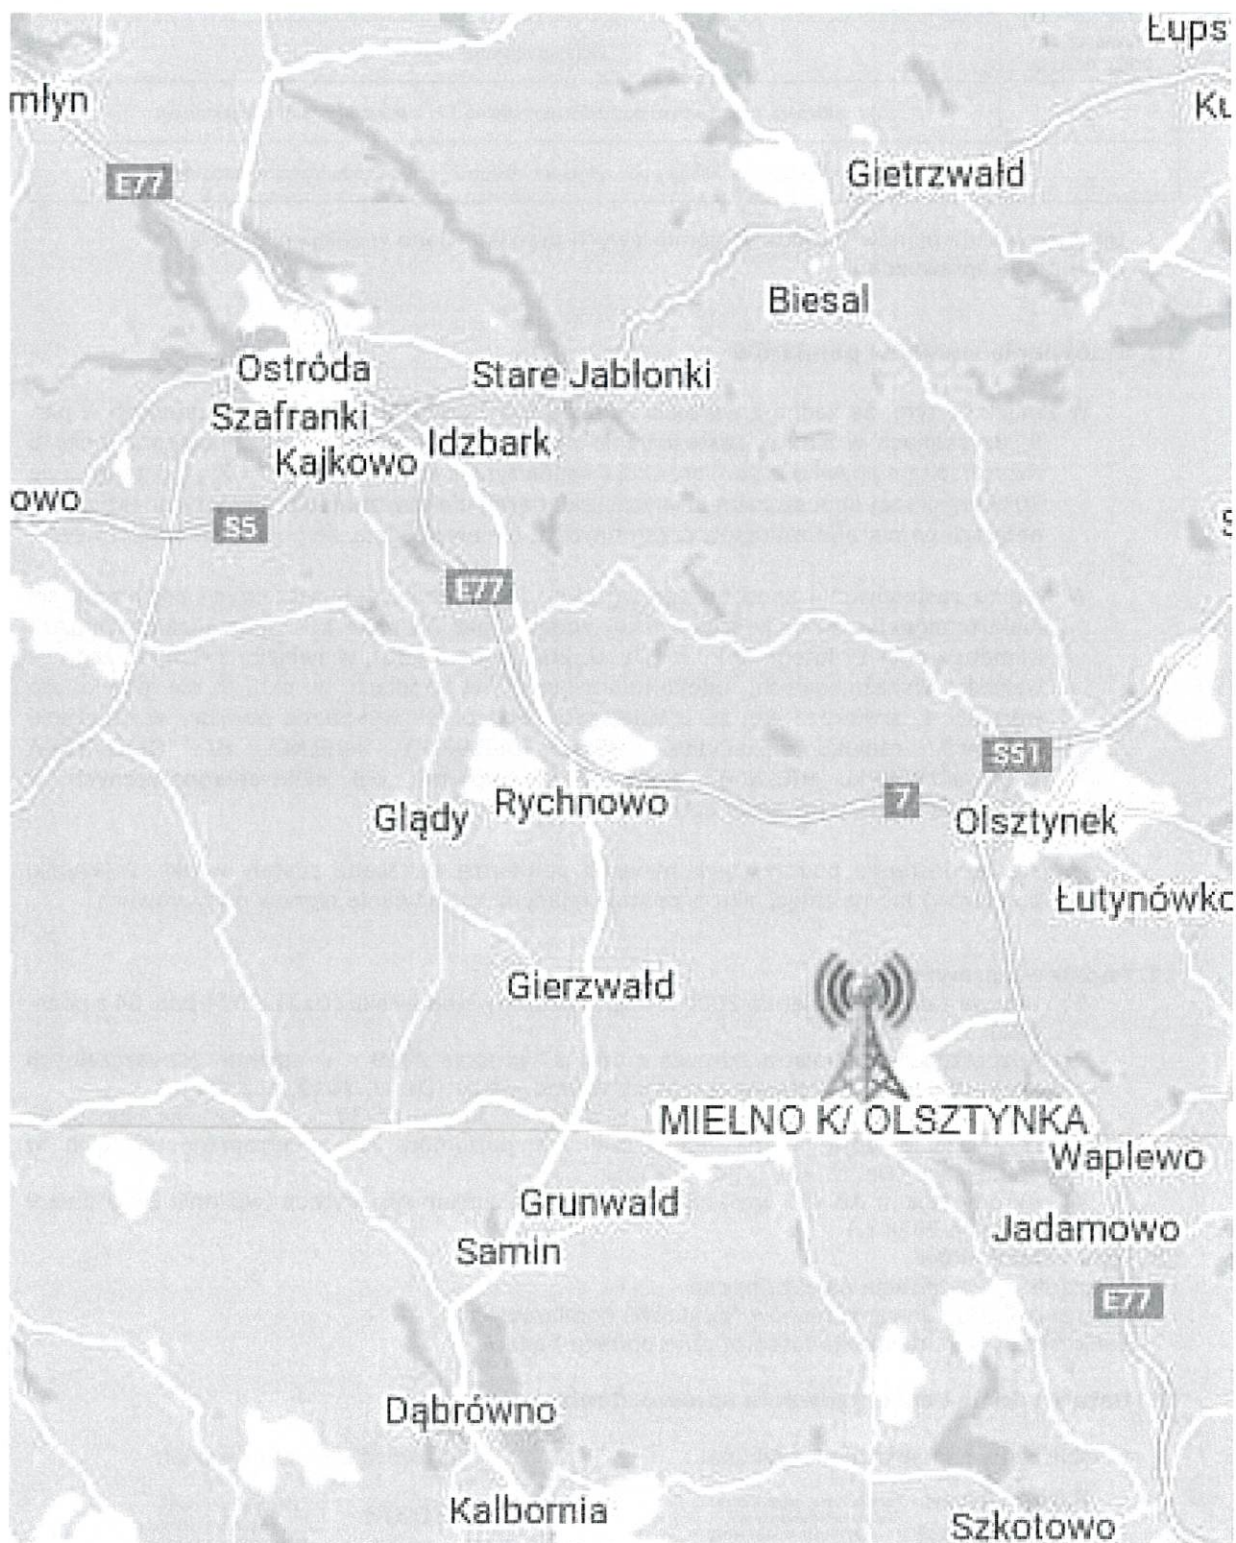 Łups
młyn
Ku
E77
Gietrzwałd
Biesal
Ostróda
Stare Jabłonki
Szafranki
Idzbark
Kajkowo
owo
S5
S
E77
S51
Rychnowo
7
Glądy
Olsztynek
Łutynówko
Gierzwałd
MIELNO K/ OLSZTYNKA
Waplewo
Grunwald
Jadamowo
Samin
E77
Dąbrówno
Kalbornia
Szkotowo